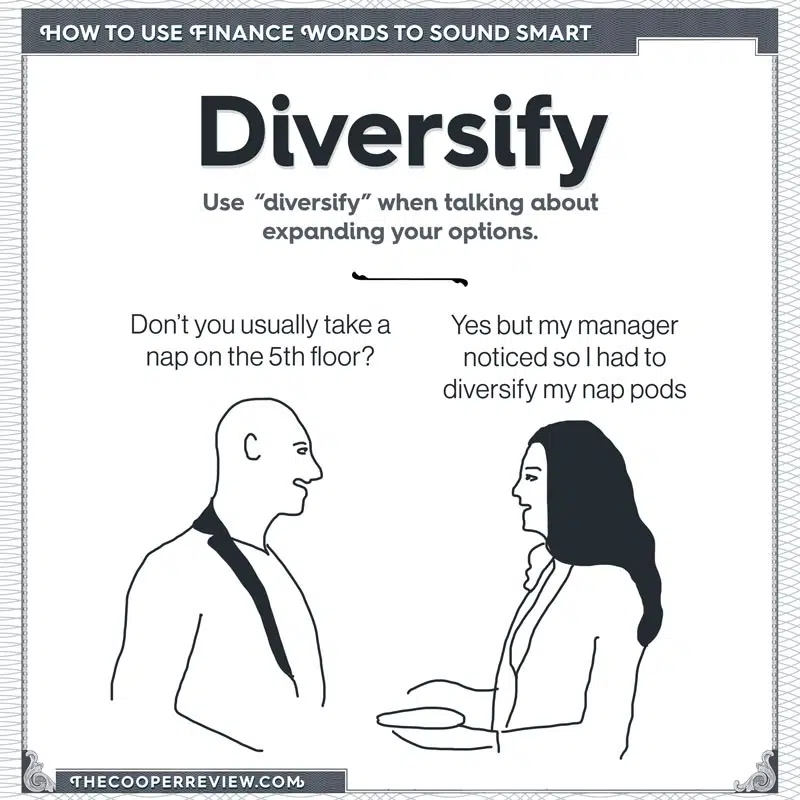 HOW TO USE FINANCE WORDS TO SOUND SMART
Diversify
Use “diversify” when talking about
expanding your options.
Don’t you usually take a
nap on the 5th floor?
Yes but my manager
noticed so I had to
diversify my nap pods
THECOOPERREVIEW.COM